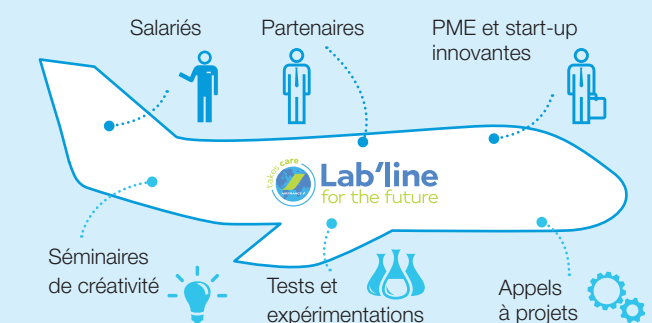 Salariés
Partenaires
PME et start-up
innovantes
takes care
Lab'line
for the future
Séminaires
de créativité
Tests et
expérimentations
Appels
à projets